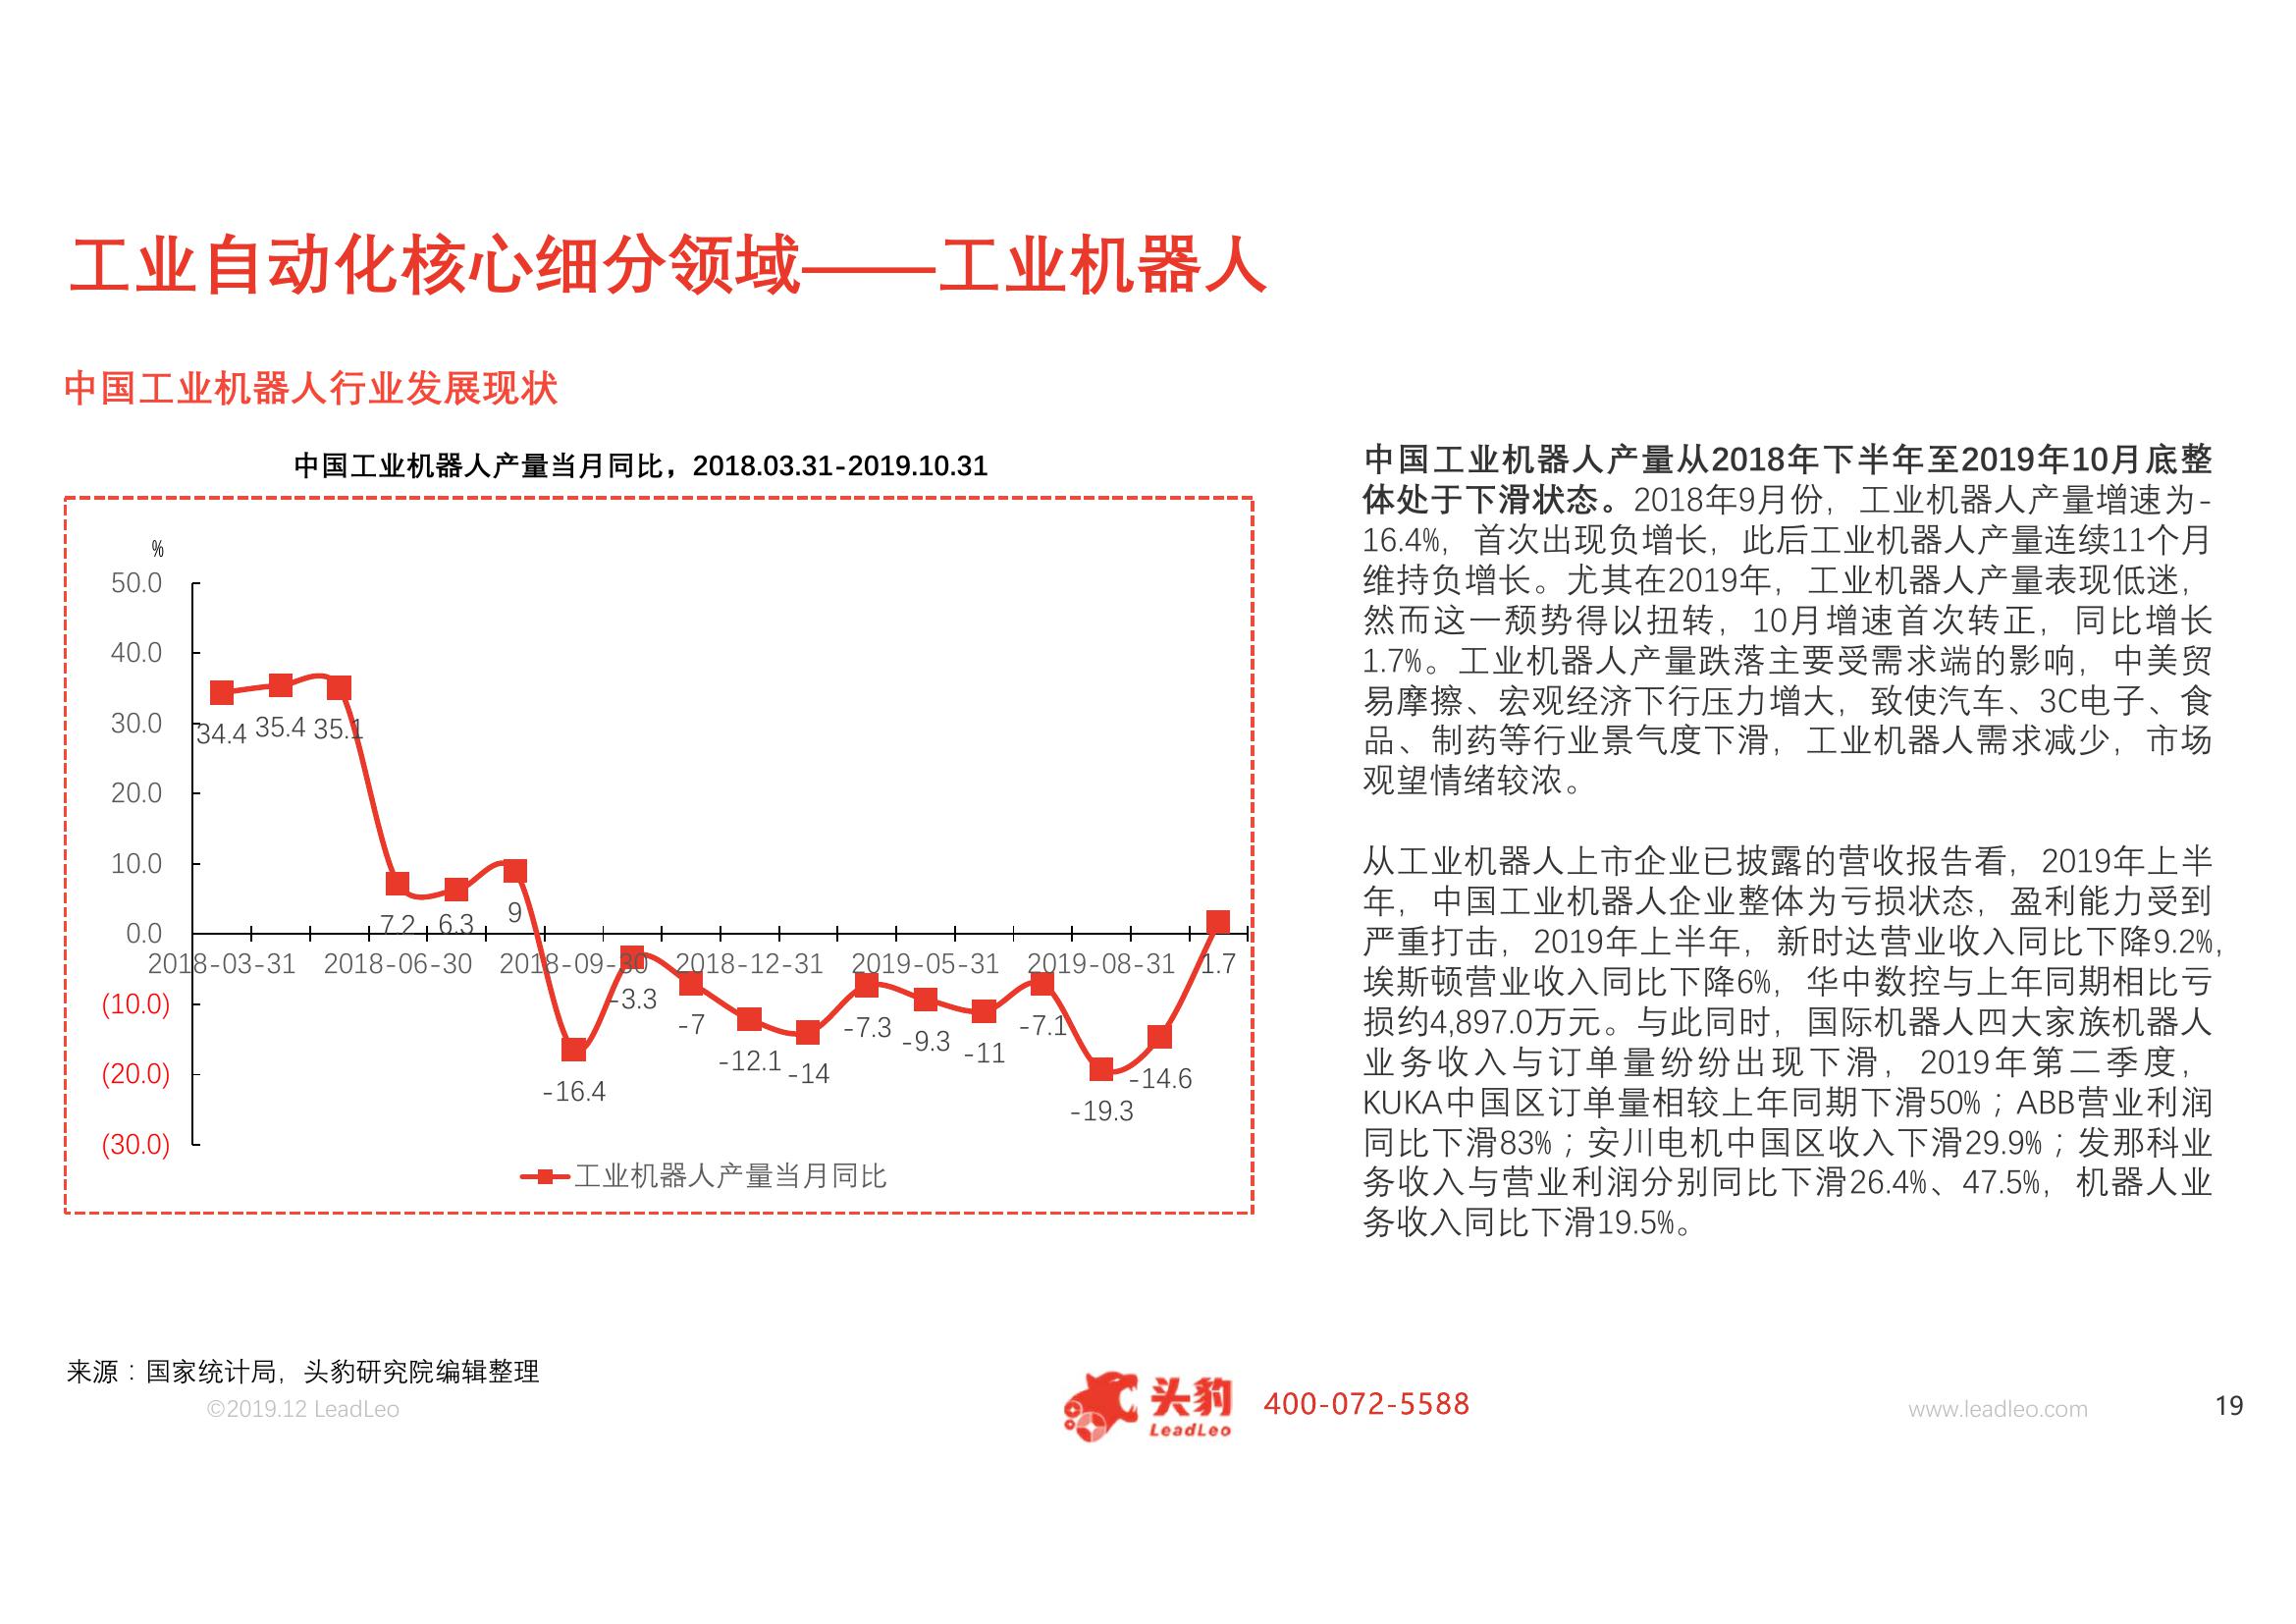 工业自动化核心细分领域——工业机器人
中国工业机器人行业发展现状
中国工业机器人产量当月同比，2018.03.31-2019.10.31
%
50.0
40.0
30.0
20.0
10.0
0.0
(10.0)
(20.0)
(30.0)
34.4 35.4 35.1
7.2 6.3 9
-16.4
-3.3
-7
-12.1
-14
-7.3
-9.3
-11
-7.1
-19.3
-14.6
1.7
2018-03-31 2018-06-30 2018-09-30 2018-12-31 2019-05-31 2019-08-31
工业机器人产量当月同比
中国工业机器人产量从2018年下半年至2019年10月底整
体处于下滑状态。2018年9月份，工业机器人产量增速为-
16.4%，首次出现负增长，此后工业机器人产量连续11个月
维持负增长。尤其在2019年，工业机器人产量表现低迷，
然而这一颓势得以扭转，10月增速首次转正，同比增长
1.7%。工业机器人产量跌落主要受需求端的影响，中美贸
易摩擦、宏观经济下行压力增大，致使汽车、3C电子、食
品、制药等行业景气度下滑，工业机器人需求减少，市场
观望情绪较浓。
从工业机器人上市企业已披露的营收报告看，2019年上半
年，中国工业机器人企业整体为亏损状态，盈利能力受到
严重打击，2019年上半年，新时达营业收入同比下降9.2%，
埃斯顿营业收入同比下降6%，华中数控与上年同期相比亏
损约4,897.0万元。与此同时，国际机器人四大家族机器人
业务收入与订单量纷纷出现下滑，2019年第二季度，
KUKA中国区订单量相较上年同期下滑50%；ABB营业利润
同比下滑83%；安川电机中国区收入下滑29.9%；发那科业
务收入与营业利润分别同比下滑26.4%、47.5%，机器人业
务收入同比下滑19.5%。
来源：国家统计局，头豹研究院编辑整理
©2019.12 LeadLeo
头豹
LeadLeo
400-072-5588
www.leadleo.com
19